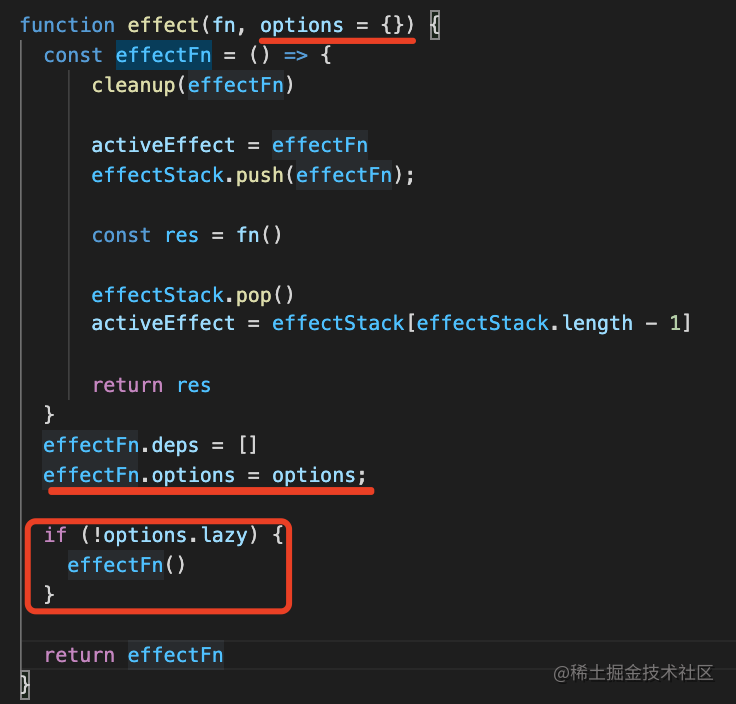 function effect(fn, options = {}) {
  const effectFn = () => {
      cleanup(effectFn)
      activeEffect = effectFn
      effectStack.push(effectFn);
      const res = fn()
      effectStack.pop()
      activeEffect = effectStack[effectStack.length - 1]
      return res
  }
  effectFn.deps = []
  effectFn.options = options;
  if (!options.lazy) {
    effectFn()
  }
  return effectFn
}
@稀土掘金技术社区